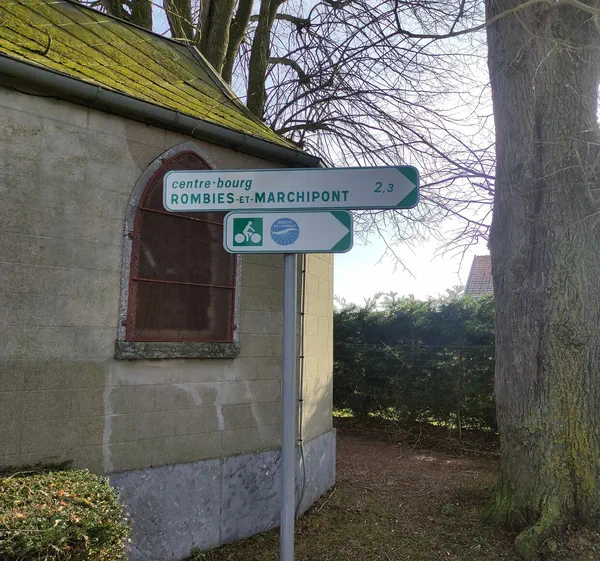 centre-bourg
ROMBIES-ET-MARCHIPONT 2,3